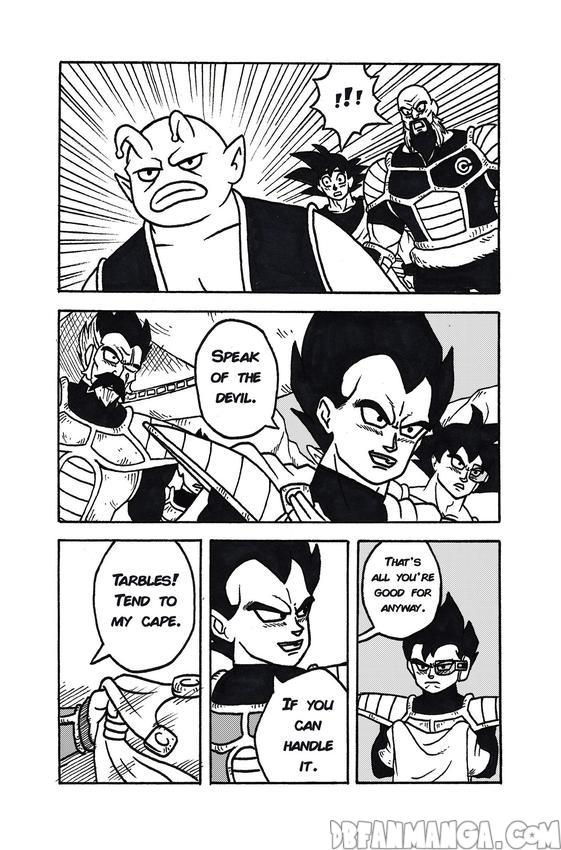 !!!
SPEAK
OF THE
DEVIL.
TARBLES!
TEND TO
MY CAPE.
IF YOU
CAN
HANDLE
IT.
THAT'S
ALL YOU'RE
GOOD FOR
ANYWAY.
DBFANMANGA.COM